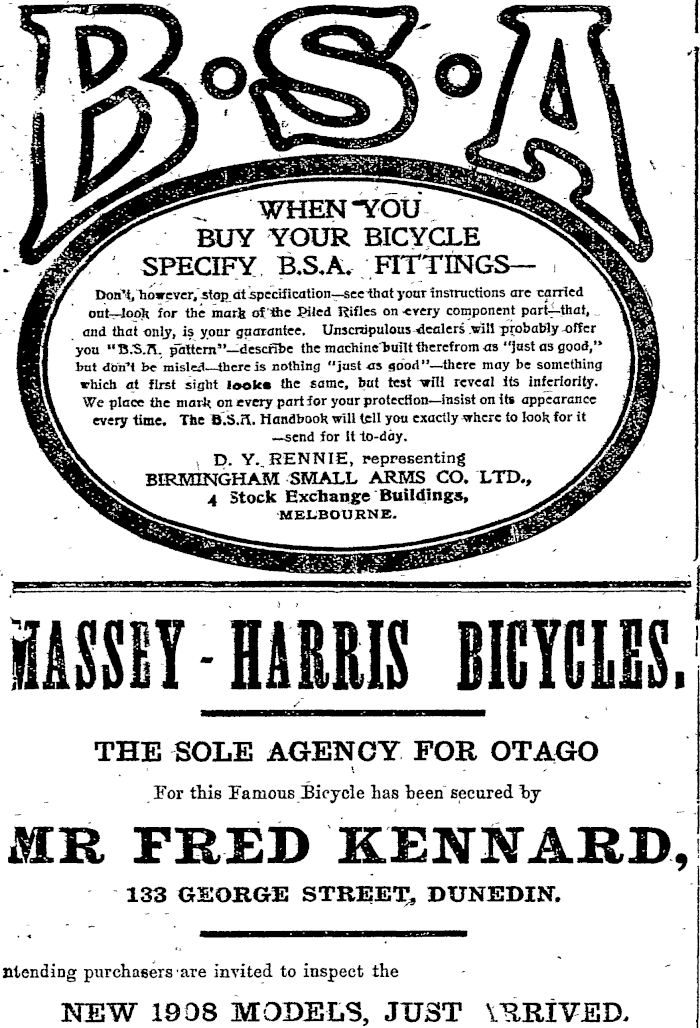 B·S·A
WHEN YOU
BUY YOUR BICYCLE
SPECIFY B.S.A. FITTINGS—
Don't, however, stop at specification—see that your instructions are carried
out—look for the mark of the Piled Rifles on every component part—that,
and that only, is your guarantee. Unscrupulous dealers will probably offer
you "B.S.A. pattern"—describe the machine built therefrom as "just as good,"
but don't be misled—there is nothing "just as good"—there may be something
which at first sight looks the same, but test will reveal its inferiority.
We place the mark on every part for your protection—insist on its appearance
every time. The B.S.A. Handbook will tell you exactly where to look for it
—send for it to-day.
D. Y. RENNIE, representing
BIRMINGHAM SMALL ARMS CO. LTD.,
4 Stock Exchange Buildings,
MELBOURNE.
MASSEY-HARRIS BICYCLES.
THE SOLE AGENCY FOR OTAGO
For this Famous Bicycle has been secured by
MR FRED KENNARD,
133 GEORGE STREET, DUNEDIN.
ntending purchasers are invited to inspect the
NEW 1908 MODELS, JUST ARRIVED.